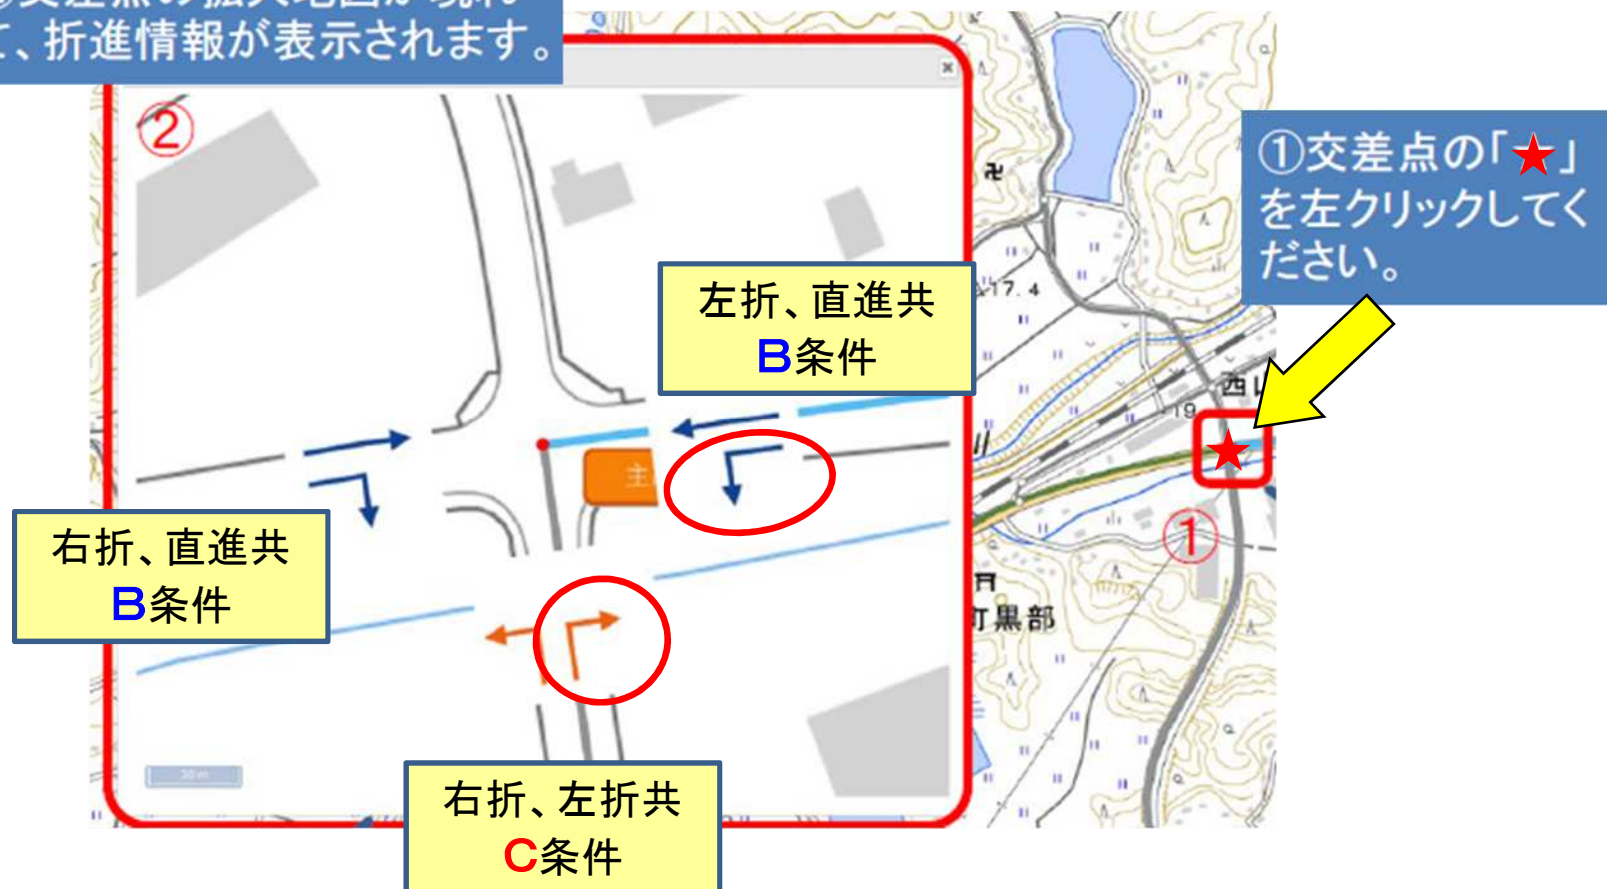 て、折進情報が表示されます。
②
①交差点の「★」
を左クリックしてく
ださい。
左折、直進共
B条件
17.4
西山
19
主
右折、直進共
B条件
①
町黒部
30m
右折、左折共
C条件